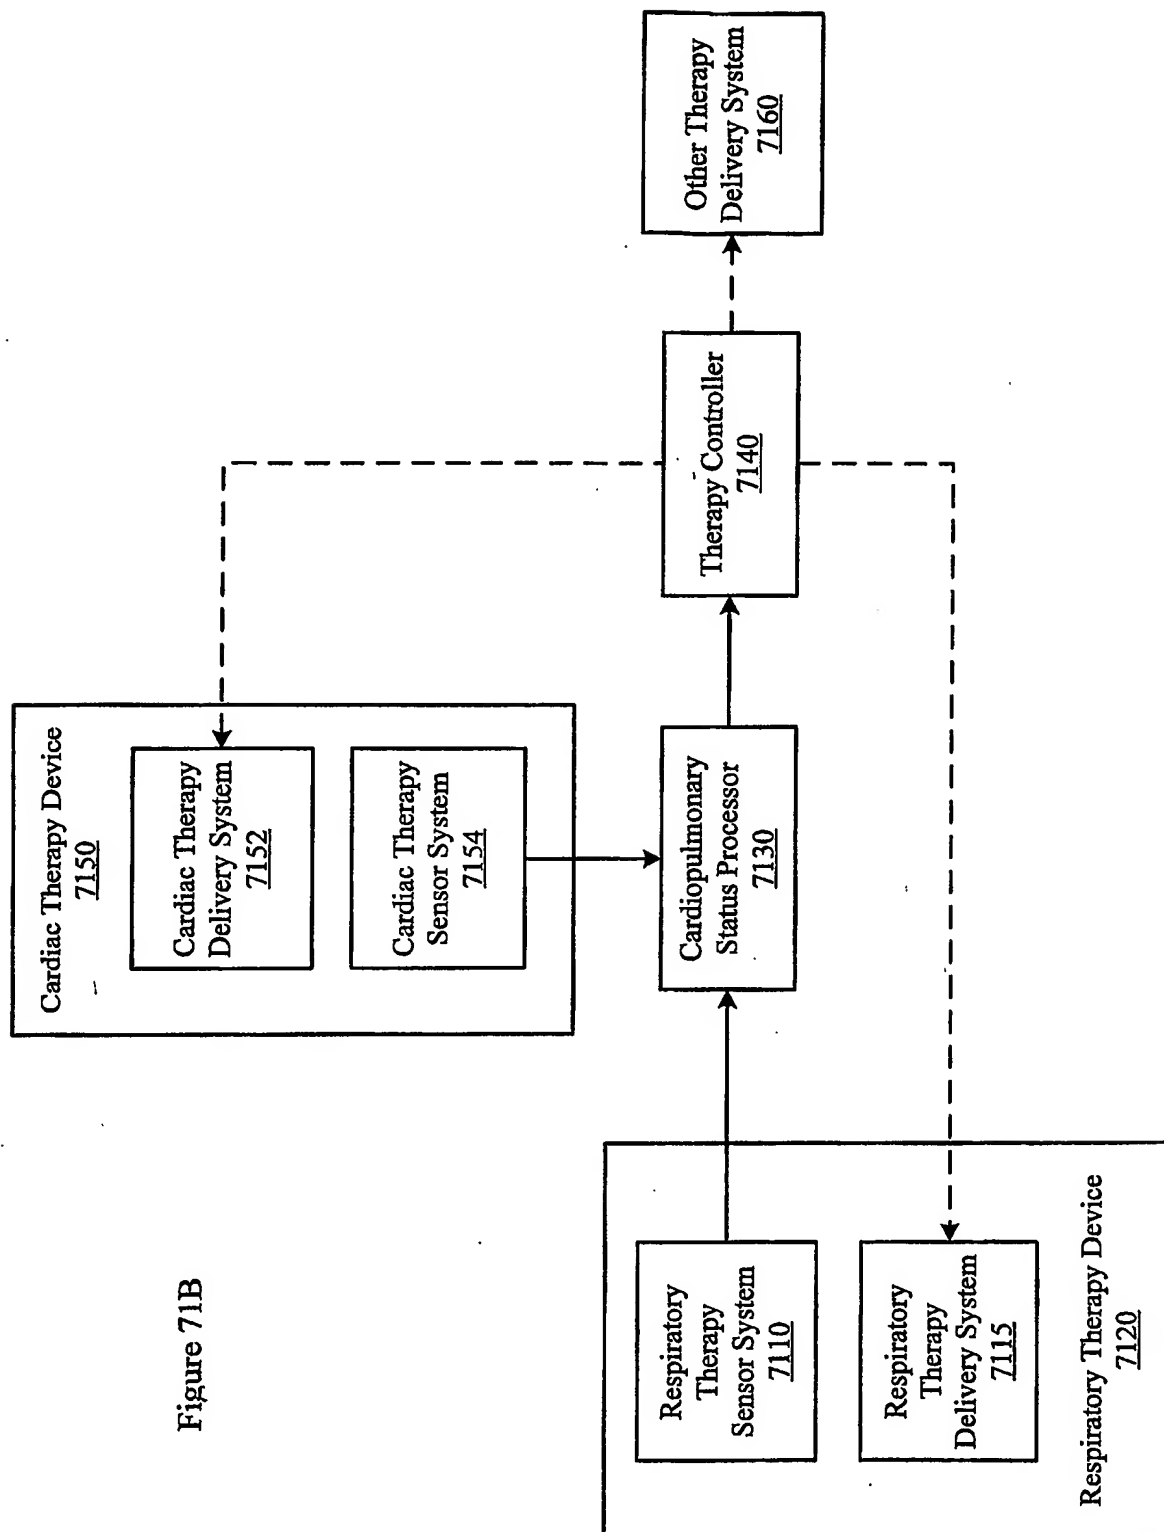 Cardiac Therapy Device
7150
Cardiac Therapy
Delivery System
7152
Cardiac Therapy
Sensor System
7154
Respiratory
Therapy
Sensor System
7110
Cardiopulmonary
Status Processor
7130
Therapy Controller
7140
Other Therapy
Delivery System
7160
Respiratory
Therapy
Delivery System
7115
Respiratory Therapy Device
7120
Figure 71B